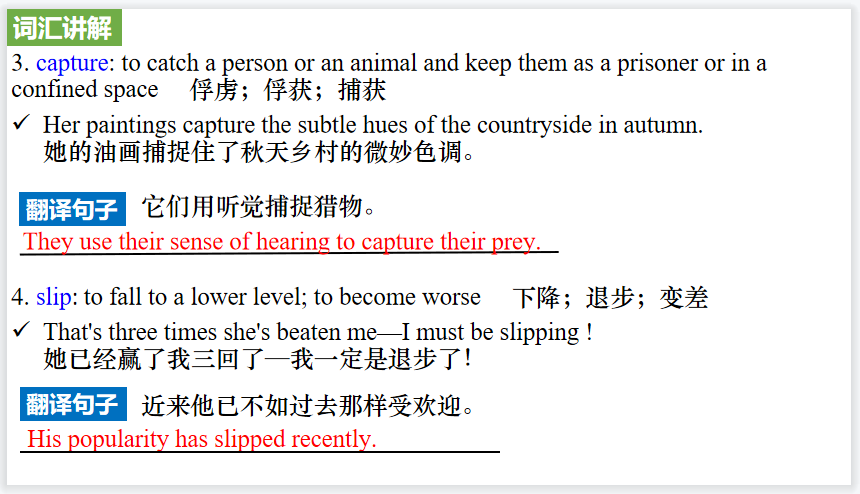 词汇讲解
3. capture: to catch a person or an animal and keep them as a prisoner or in a
confined space 俘虏；俘获；捕获
✓ Her paintings capture the subtle hues of the countryside in autumn.
她的油画捕捉住了秋天乡村的微妙色调。
翻译句子 它们用听觉捕捉猎物。
They use their sense of hearing to capture their prey.
4. slip: to fall to a lower level; to become worse 下降；退步；变差
✓ That's three times she's beaten me—I must be slipping !
她已经赢了我三回了—我一定是退步了！
翻译句子 近来他已不如过去那样受欢迎。
His popularity has slipped recently.